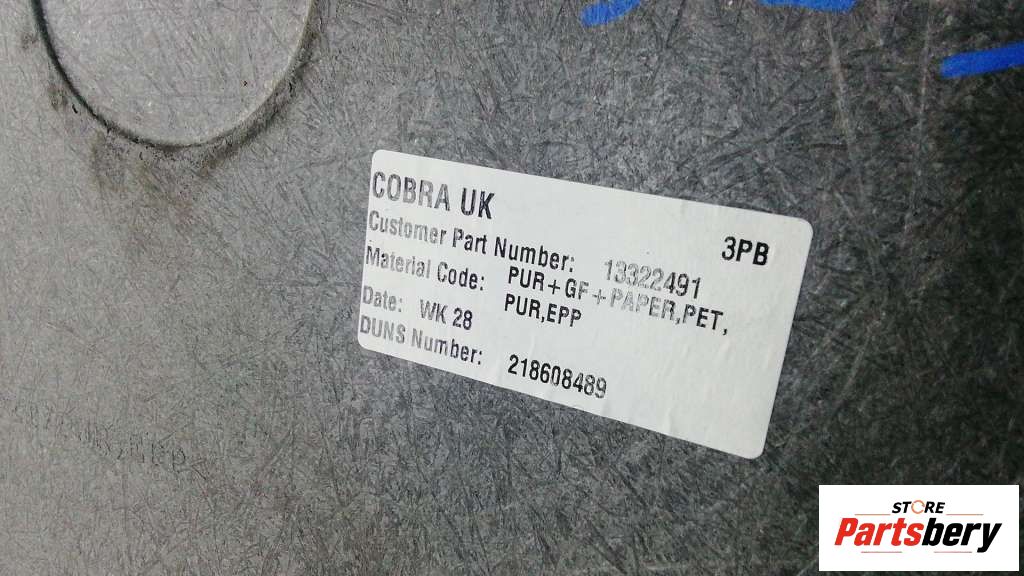 COBRA UK
3PB
Customer Part Number: 13322491
Material Code: PUR+GF+PAPER,PET,
PUR,EPP
Date: WK 28
DUNS Number: 218608489
STORE
Partsbery